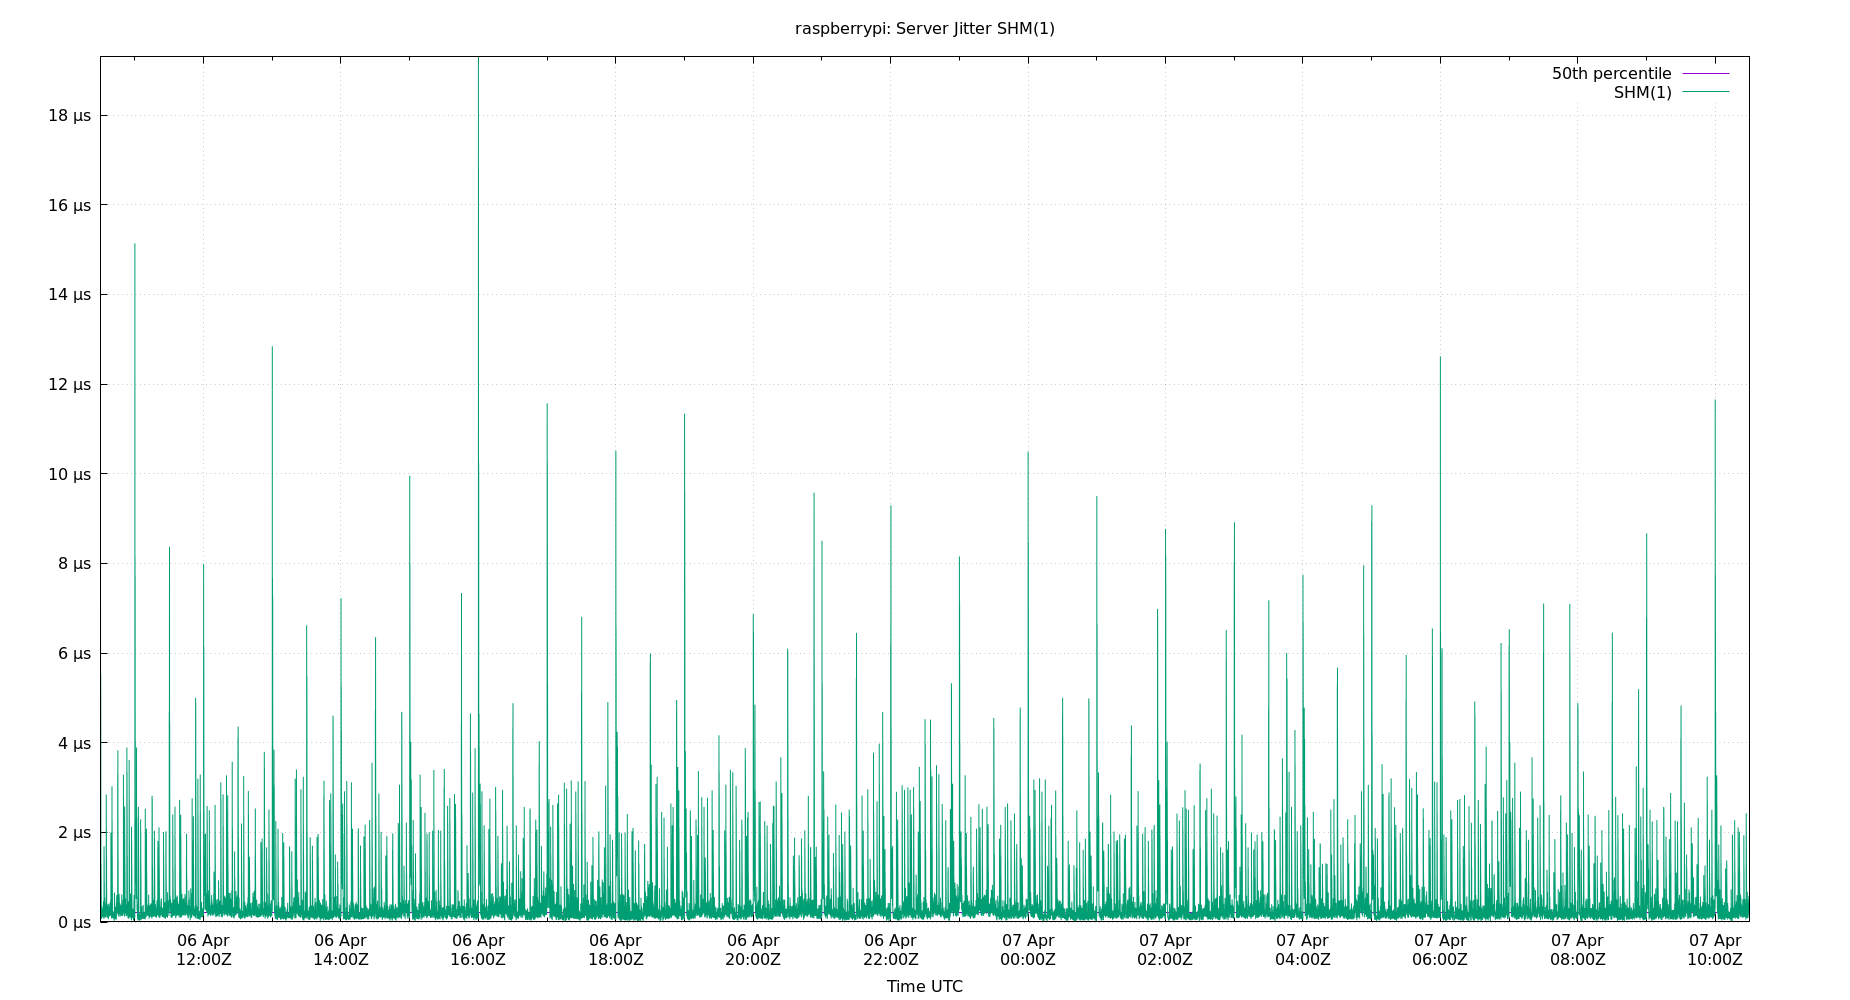 raspberrypi: Server Jitter SHM(1)
50th percentile
SHM(1)
18 µs
16 µs
14 µs
12 µs
10 µs
8 µs
6 µs
4 µs
2 µs
0 µs
06 Apr 06 Apr 06 Apr 06 Apr 06 Apr 06 Apr 07 Apr 07 Apr 07 Apr 07 Apr 07 Apr 07 Apr
12:00Z 14:00Z 16:00Z 18:00Z 20:00Z 22:00Z 00:00Z 02:00Z 04:00Z 06:00Z 08:00Z 10:00Z
Time UTC